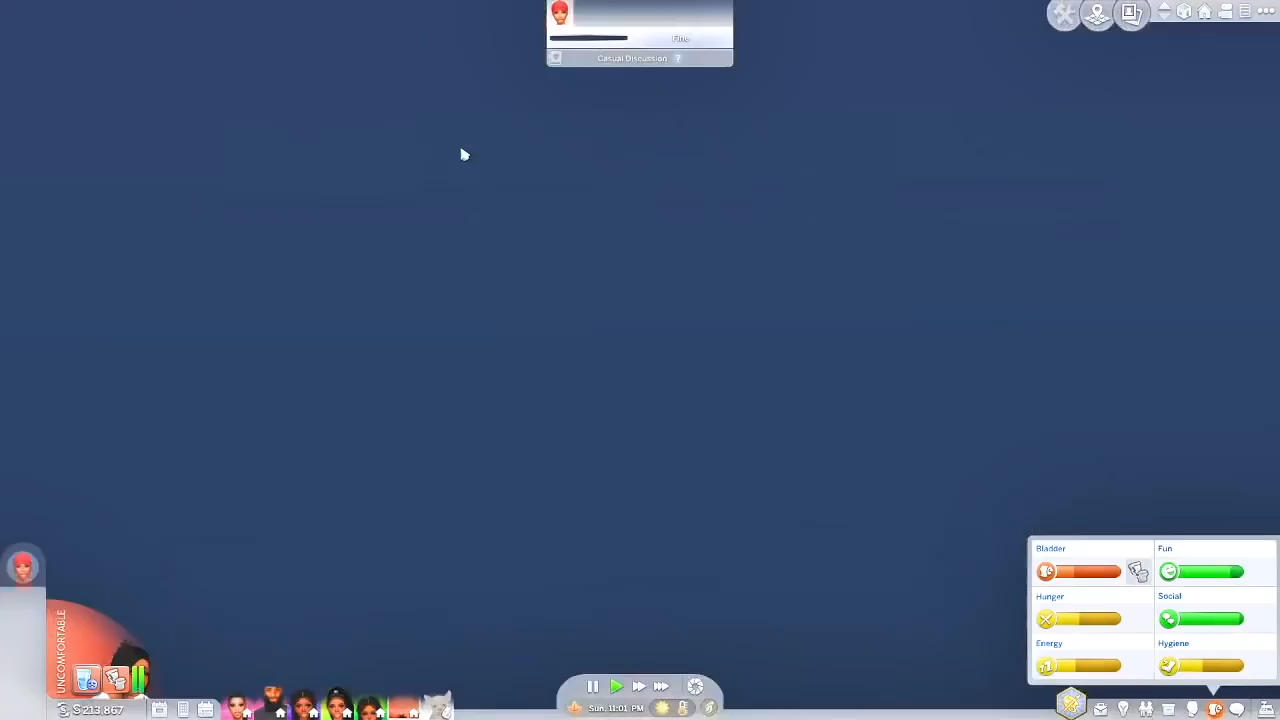 Fine
Casual Discussion ?
Bladder
Fun
Hunger
Social
Energy
Hygiene
UNCOMFORTABLE
§ 213,867
Sun. 11:01 PM